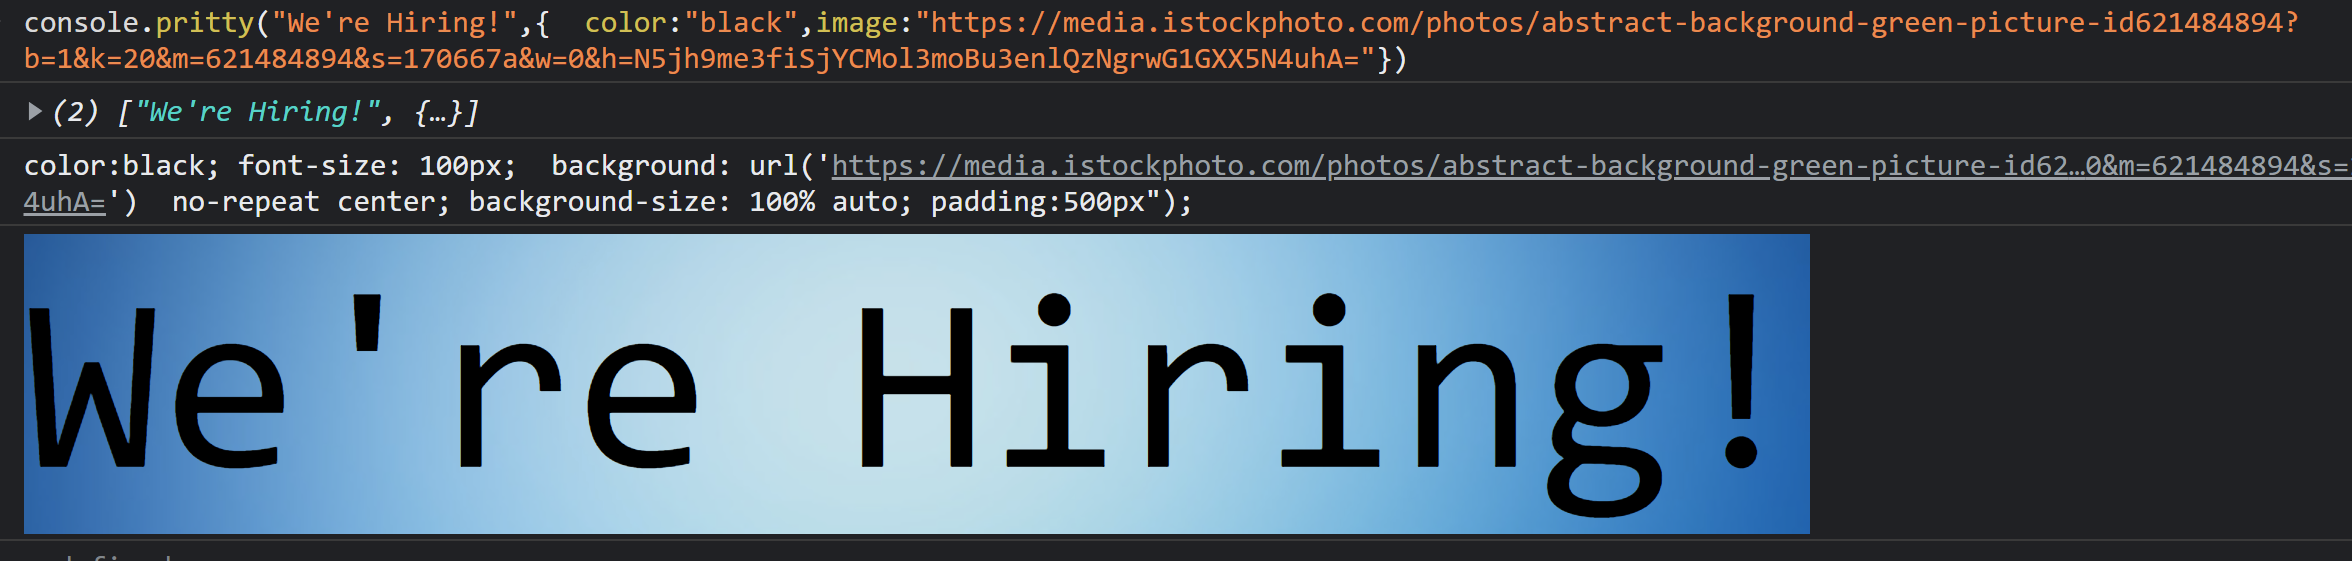 console.pritty("We're Hiring!",{  color:"black",image:"https://media.istockphoto.com/photos/abstract-background-green-picture-id621484894?
b=1&k=20&m=621484894&s=170667a&w=0&h=N5jh9me3fiSjYCMol3moBu3enlQzNgrwG1GXX5N4uhA="})
(2) ["We're Hiring!", {…}]
color:black; font-size: 100px;  background: url('https://media.istockphoto.com/photos/abstract-background-green-picture-id62…0&m=621484894&s=
4uhA=')  no-repeat center; background-size: 100% auto; padding:500px");
We're Hiring!